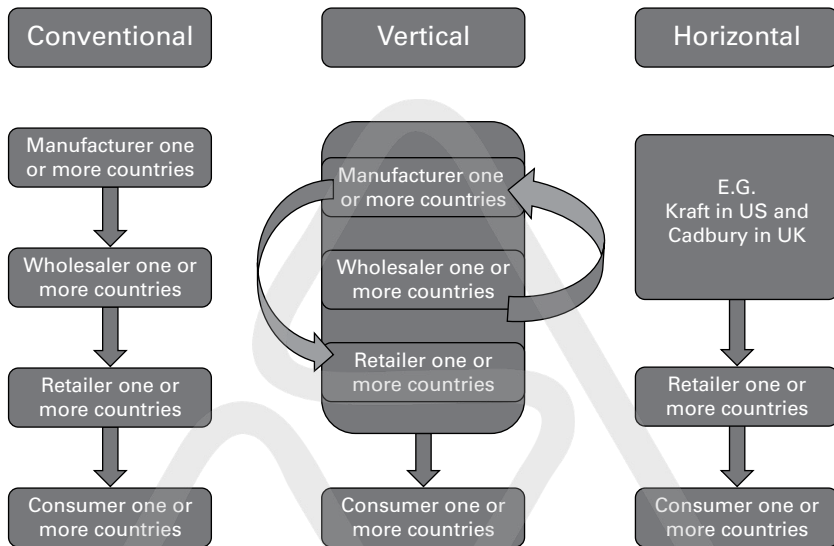 Conventional
Manufacturer one
or more countries
Wholesaler one or
more countries
Retailer one or
more countries
Consumer one or
more countries
Vertical
Manufacturer one
or more countries
Wholesaler one or
more countries
Retailer one or
more countries
Consumer one or
more countries
Horizontal
E.G.
Kraft in US and
Cadbury in UK
Retailer one or
more countries
Consumer one or
more countries